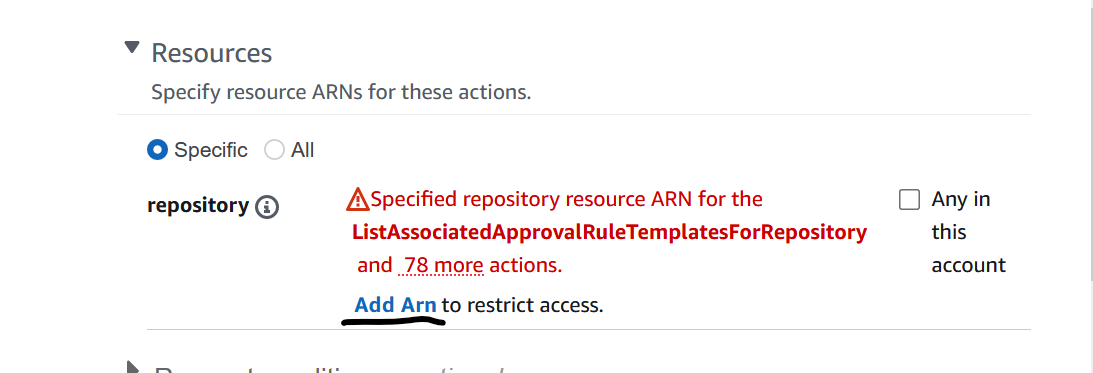 Resources
Specify resource ARNs for these actions.
Specific All
repository Specified repository resource ARN for the
ListAssociatedApprovalRuleTemplatesForRepository
and 78 more actions.
Add Arn to restrict access.
Any in
this
account